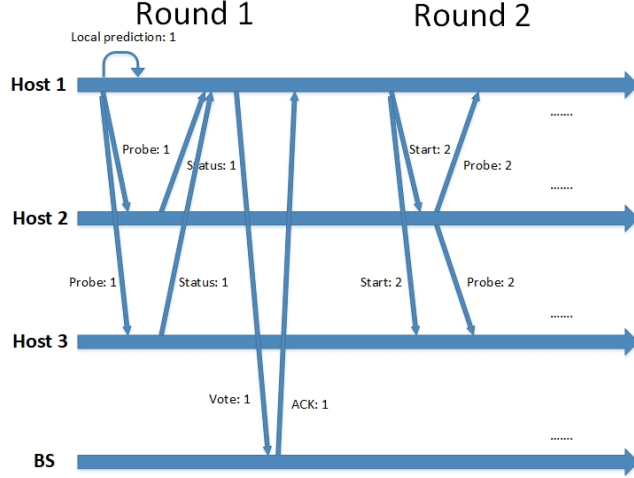 Round 1
Round 2
Local prediction: 1
Host 1
.......
Probe: 1
Status: 1
Start: 2
Probe: 2
.......
Host 2
Probe: 1
Status: 1
Start: 2
Probe: 2
.......
Host 3
Vote: 1
ACK: 1
.......
BS